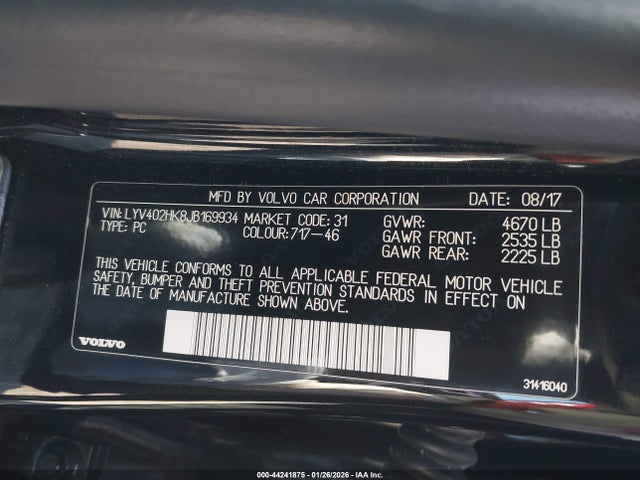 MFD BY VOLVO CAR CORPORATION DATE: 08/17
VIN: LYV402HK8JB169934 MARKET CODE: 31 GVWR: 4670 LB
TYPE: PC COLOUR: 717-46 GAWR FRONT: 2535 LB
GAWR REAR: 2225 LB
THIS VEHICLE CONFORMS TO ALL APPLICABLE FEDERAL MOTOR VEHICLE
SAFETY, BUMPER AND THEFT PREVENTION STANDARDS IN EFFECT ON
THE DATE OF MANUFACTURE SHOWN ABOVE.
VOLVO
31416040
000-44241875 | 01/26/2026 | IAA Inc.